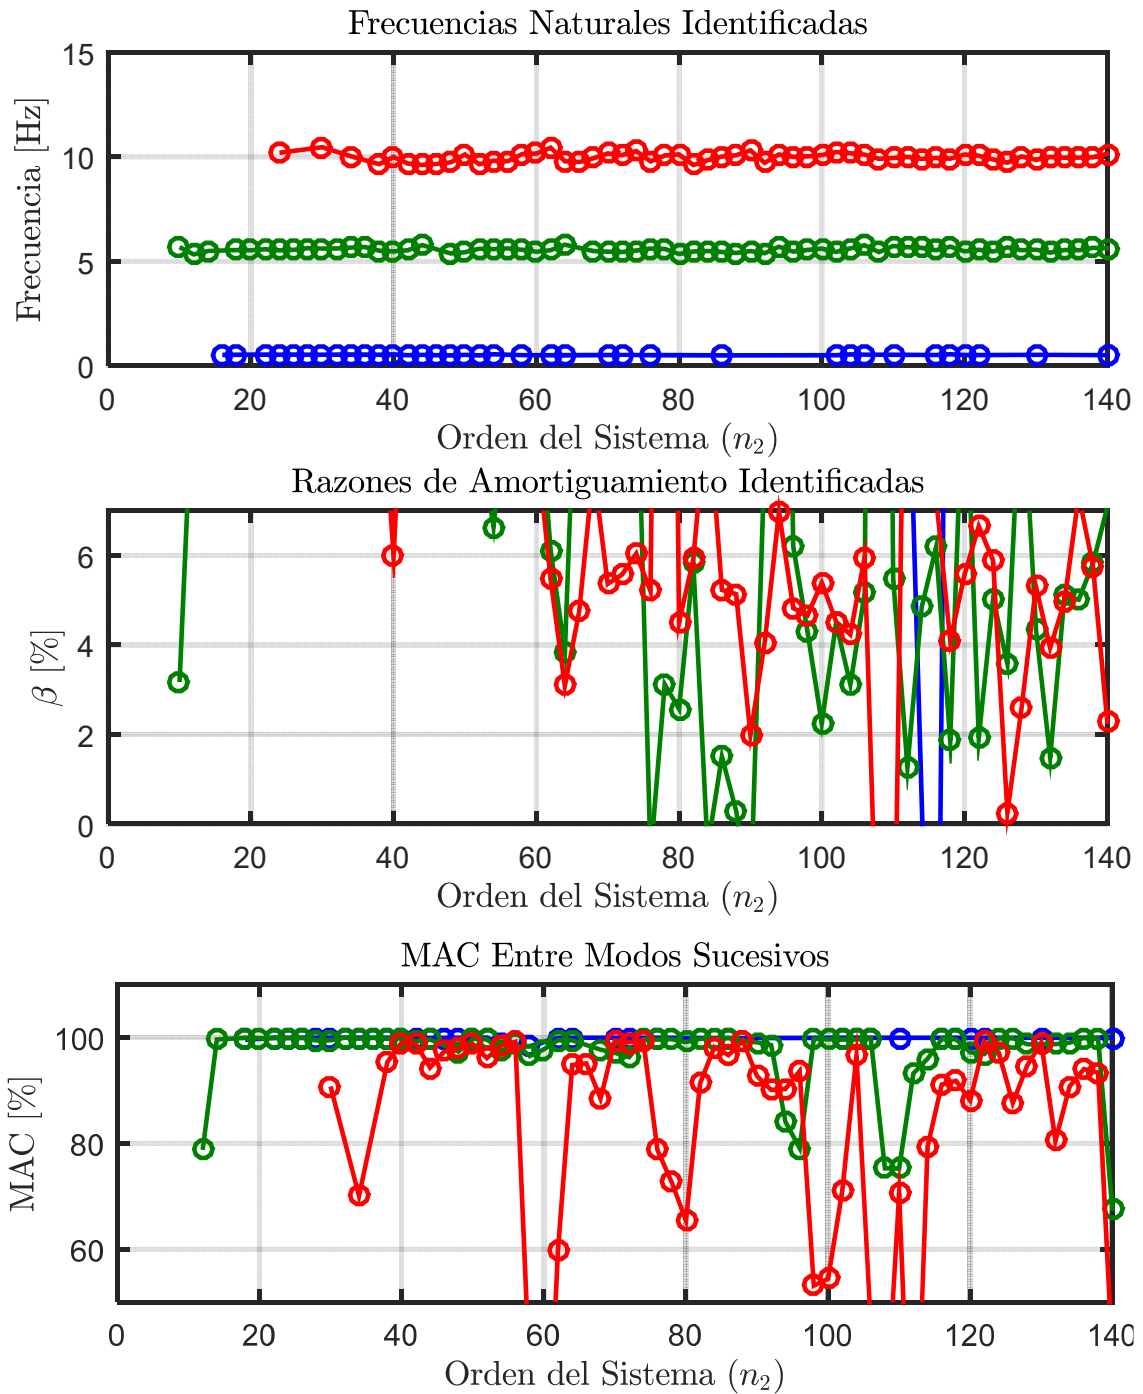 Frecuencias Naturales Identificadas
15
10
5
0
Frecuencia [Hz]
0 20 40 60 80 100 120 140
Orden del Sistema (n₂)
Razones de Amortiguamiento Identificadas
6
4
2
0
β [%]
0 20 40 60 80 100 120 140
Orden del Sistema (n₂)
MAC Entre Modos Sucesivos
100
80
60
MAC [%]
0 20 40 60 80 100 120 140
Orden del Sistema (n₂)